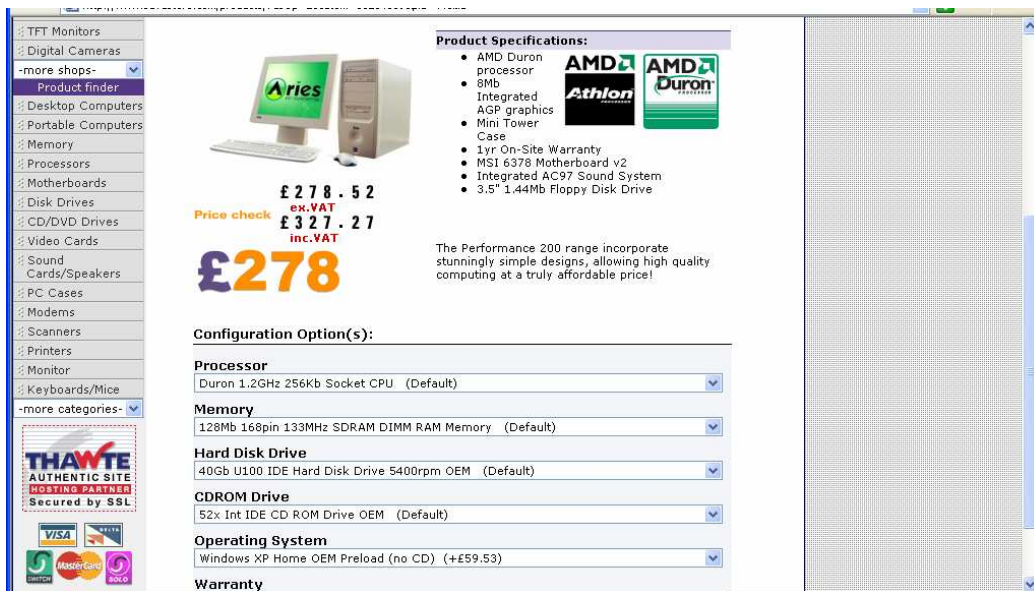 TFT Monitors
Digital Cameras
-more shops-
Product finder
Desktop Computers
Portable Computers
Memory
Processors
Motherboards
Disk Drives
CD/DVD Drives
Video Cards
Sound
Cards/Speakers
PC Cases
Modems
Scanners
Printers
Monitor
Keyboards/Mice
-more categories-
THAWTE
AUTHENTIC SITE
HOSTING PARTNER
Secured by SSL
VISA
DELTA
SWITCH
MasterCard
SOLO
Aries
£278.52
ex.VAT
Price check
£327.27
inc.VAT
£278
Product Specifications:
AMD Duron
processor
8Mb
Integrated
AGP graphics
Mini Tower
Case
1yr On-Site Warranty
MSI 6378 Motherboard v2
Integrated AC97 Sound System
3.5" 1.44Mb Floppy Disk Drive
AMD
Athlon
PROCESSOR
AMD
Duron
PROCESSOR
The Performance 200 range incorporate
stunningly simple designs, allowing high quality
computing at a truly affordable price!
Configuration Option(s):
Processor
Duron 1.2GHz 256Kb Socket CPU (Default)
Memory
128Mb 168pin 133MHz SDRAM DIMM RAM Memory (Default)
Hard Disk Drive
40Gb U100 IDE Hard Disk Drive 5400rpm OEM (Default)
CDROM Drive
52x Int IDE CD ROM Drive OEM (Default)
Operating System
Windows XP Home OEM Preload (no CD) (+£59.53)
Warranty